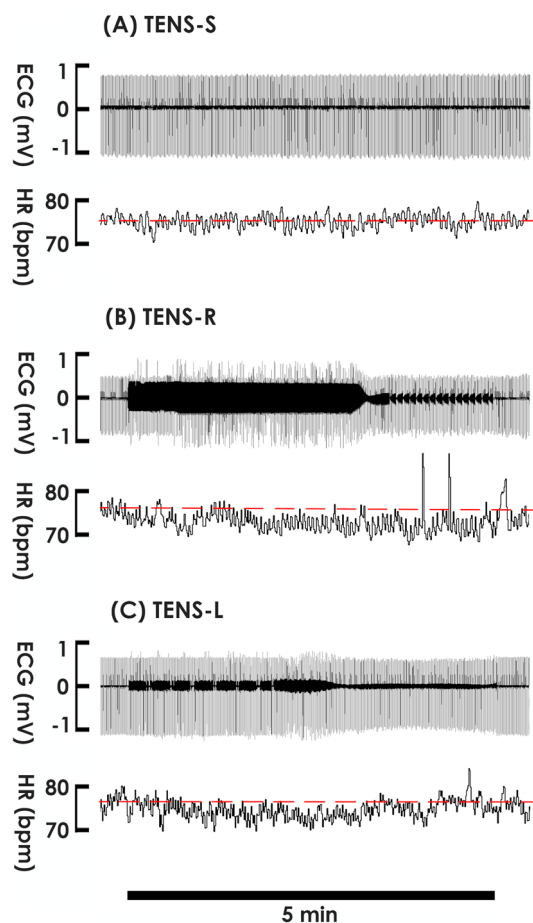 (A) TENS-S
ECG (mV)
1
0
-1
HR (bpm)
80
70
(B) TENS-R
ECG (mV)
1
0
-1
HR (bpm)
80
70
(C) TENS-L
ECG (mV)
1
0
-1
HR (bpm)
80
70
5 min